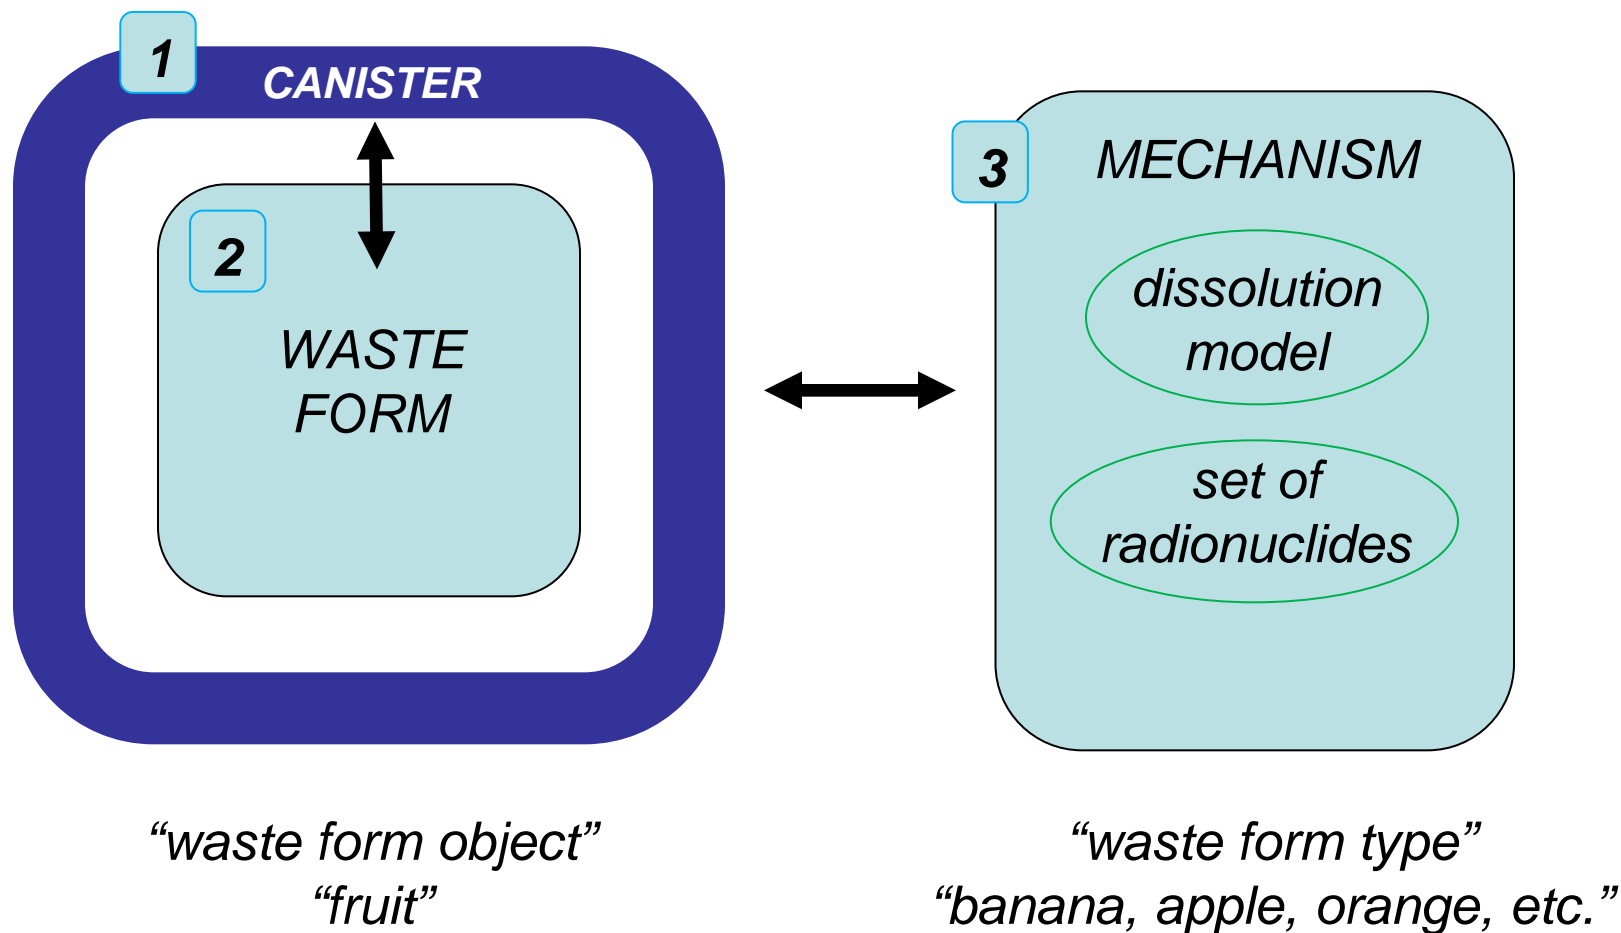 1
CANISTER
2
WASTE
FORM
3
MECHANISM
dissolution
model
set of
radionuclides
“waste form object”
“fruit”
“waste form type”
“banana, apple, orange, etc.”